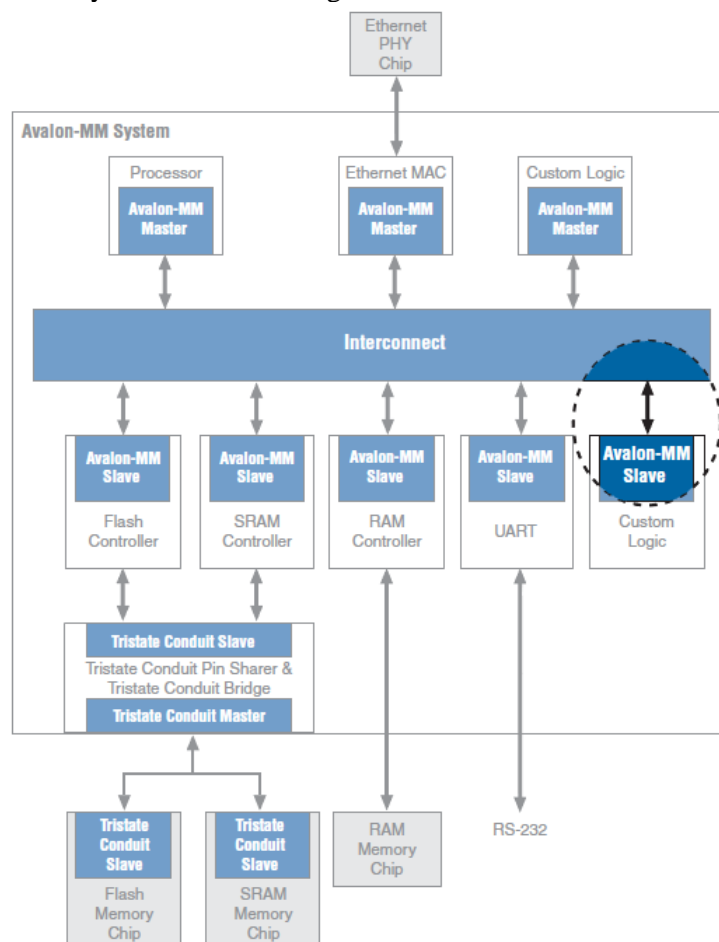 Ethernet
PHY
Chip
Avalon-MM System
Processor
Avalon-MM
Master
Ethernet MAC
Avalon-MM
Master
Custom Logic
Avalon-MM
Master
Interconnect
Avalon-MM
Slave
Flash
Controller
Avalon-MM
Slave
SRAM
Controller
Avalon-MM
Slave
RAM
Controller
Avalon-MM
Slave
UART
Avalon-MM
Slave
Custom
Logic
Tristate Conduit Slave
Tristate Conduit Pin Sharer &
Tristate Conduit Bridge
Tristate Conduit Master
Tristate
Conduit
Slave
Flash
Memory
Chip
Tristate
Conduit
Slave
SRAM
Memory
Chip
RAM
Memory
Chip
RS-232